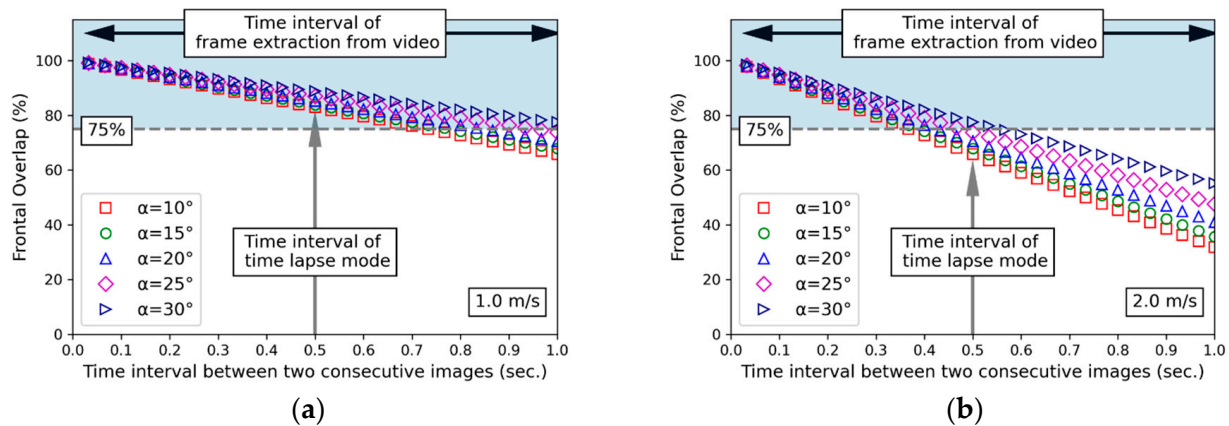 Time interval of
frame extraction from video
100
80
60
40
20
0
75%
Frontal Overlap (%)
α=10°
α=15°
α=20°
α=25°
α=30°
Time interval of
time lapse mode
1.0 m/s
0.0 0.1 0.2 0.3 0.4 0.5 0.6 0.7 0.8 0.9 1.0
Time interval between two consecutive images (sec.)
(a)
Time interval of
frame extraction from video
100
80
60
40
20
0
75%
Frontal Overlap (%)
α=10°
α=15°
α=20°
α=25°
α=30°
Time interval of
time lapse mode
2.0 m/s
0.0 0.1 0.2 0.3 0.4 0.5 0.6 0.7 0.8 0.9 1.0
Time interval between two consecutive images (sec.)
(b)